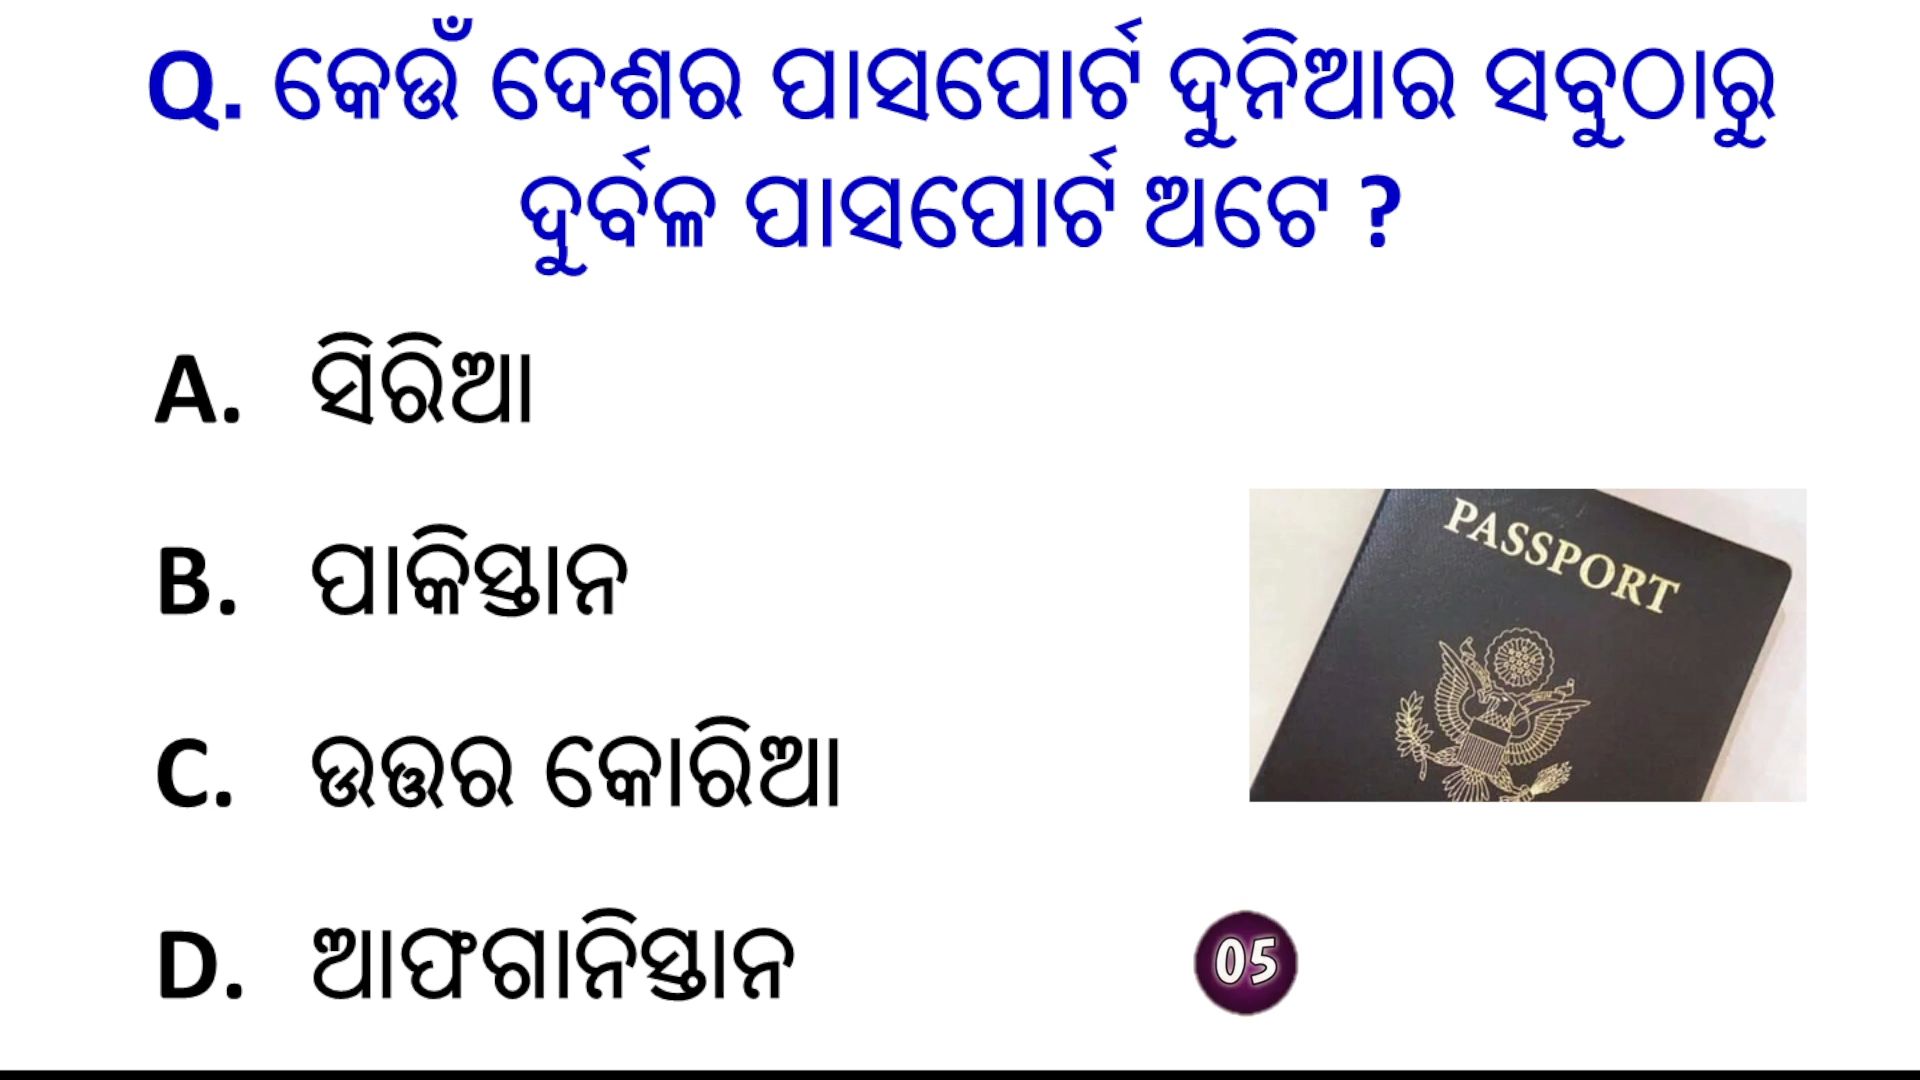 Q. କେଉଁ ଦେଶର ପାସପୋର୍ଟ ଦୁନିଆର ସବୁଠାରୁ
ଦୁର୍ବଳ ପାସପୋର୍ଟ ଅଟେ ?
A. ସିରିଆ
B. ପାକିସ୍ତାନ
C. ଉତ୍ତର କୋରିଆ
D. ଆଫଗାନିସ୍ତାନ
PASSPORT
05